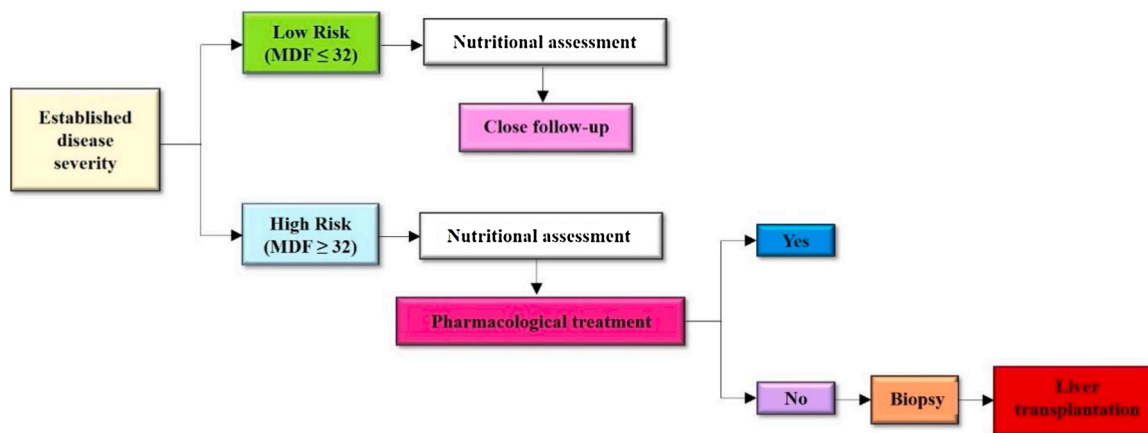 Low Risk
(MDF ≤ 32)
Nutritional assessment
Close follow-up
Established
disease
severity
High Risk
(MDF ≥ 32)
Nutritional assessment
Pharmacological treatment
Yes
No
Biopsy
Liver
transplantation